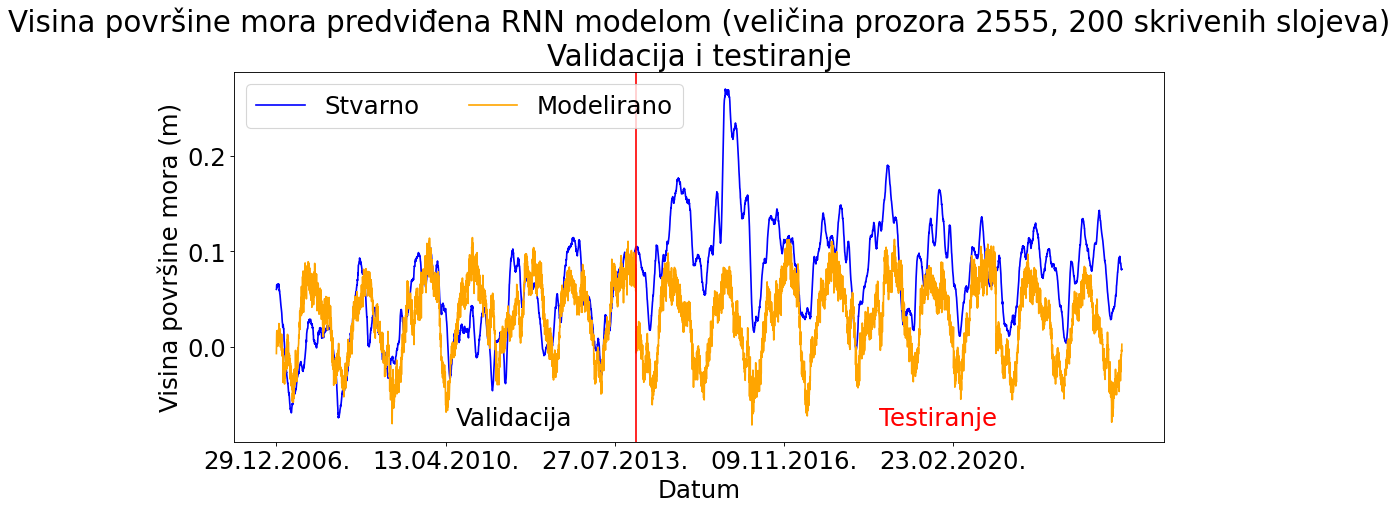 Visina površine mora predviđena RNN modelom (veličina prozora 2555, 200 skrivenih slojeva)
Validacija i testiranje
Stvarno
Modelirano
Visina površine mora (m)
0.2
0.1
0.0
Validacija
Testiranje
29.12.2006.
13.04.2010.
27.07.2013.
09.11.2016.
23.02.2020.
Datum